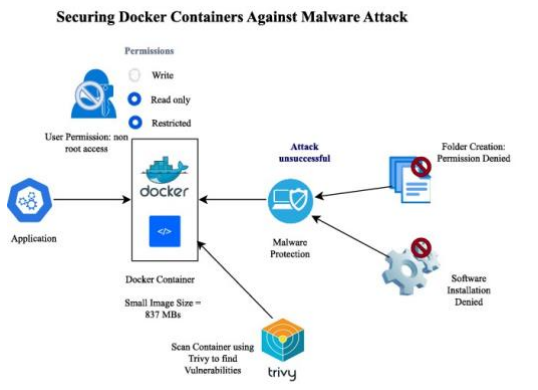 Securing Docker Containers Against Malware Attack
Permissions
Write
Read only
Restricted
User Permission: non
root access
docker
</>
Attack
unsuccessful
Folder Creation:
Permission Denied
Application
Malware
Protection
Docker Container
Small Image Size ~
837 MBs
Software
Installation
Denied
Scan Container using
Trivy to find
Vulnerabilities
trivy